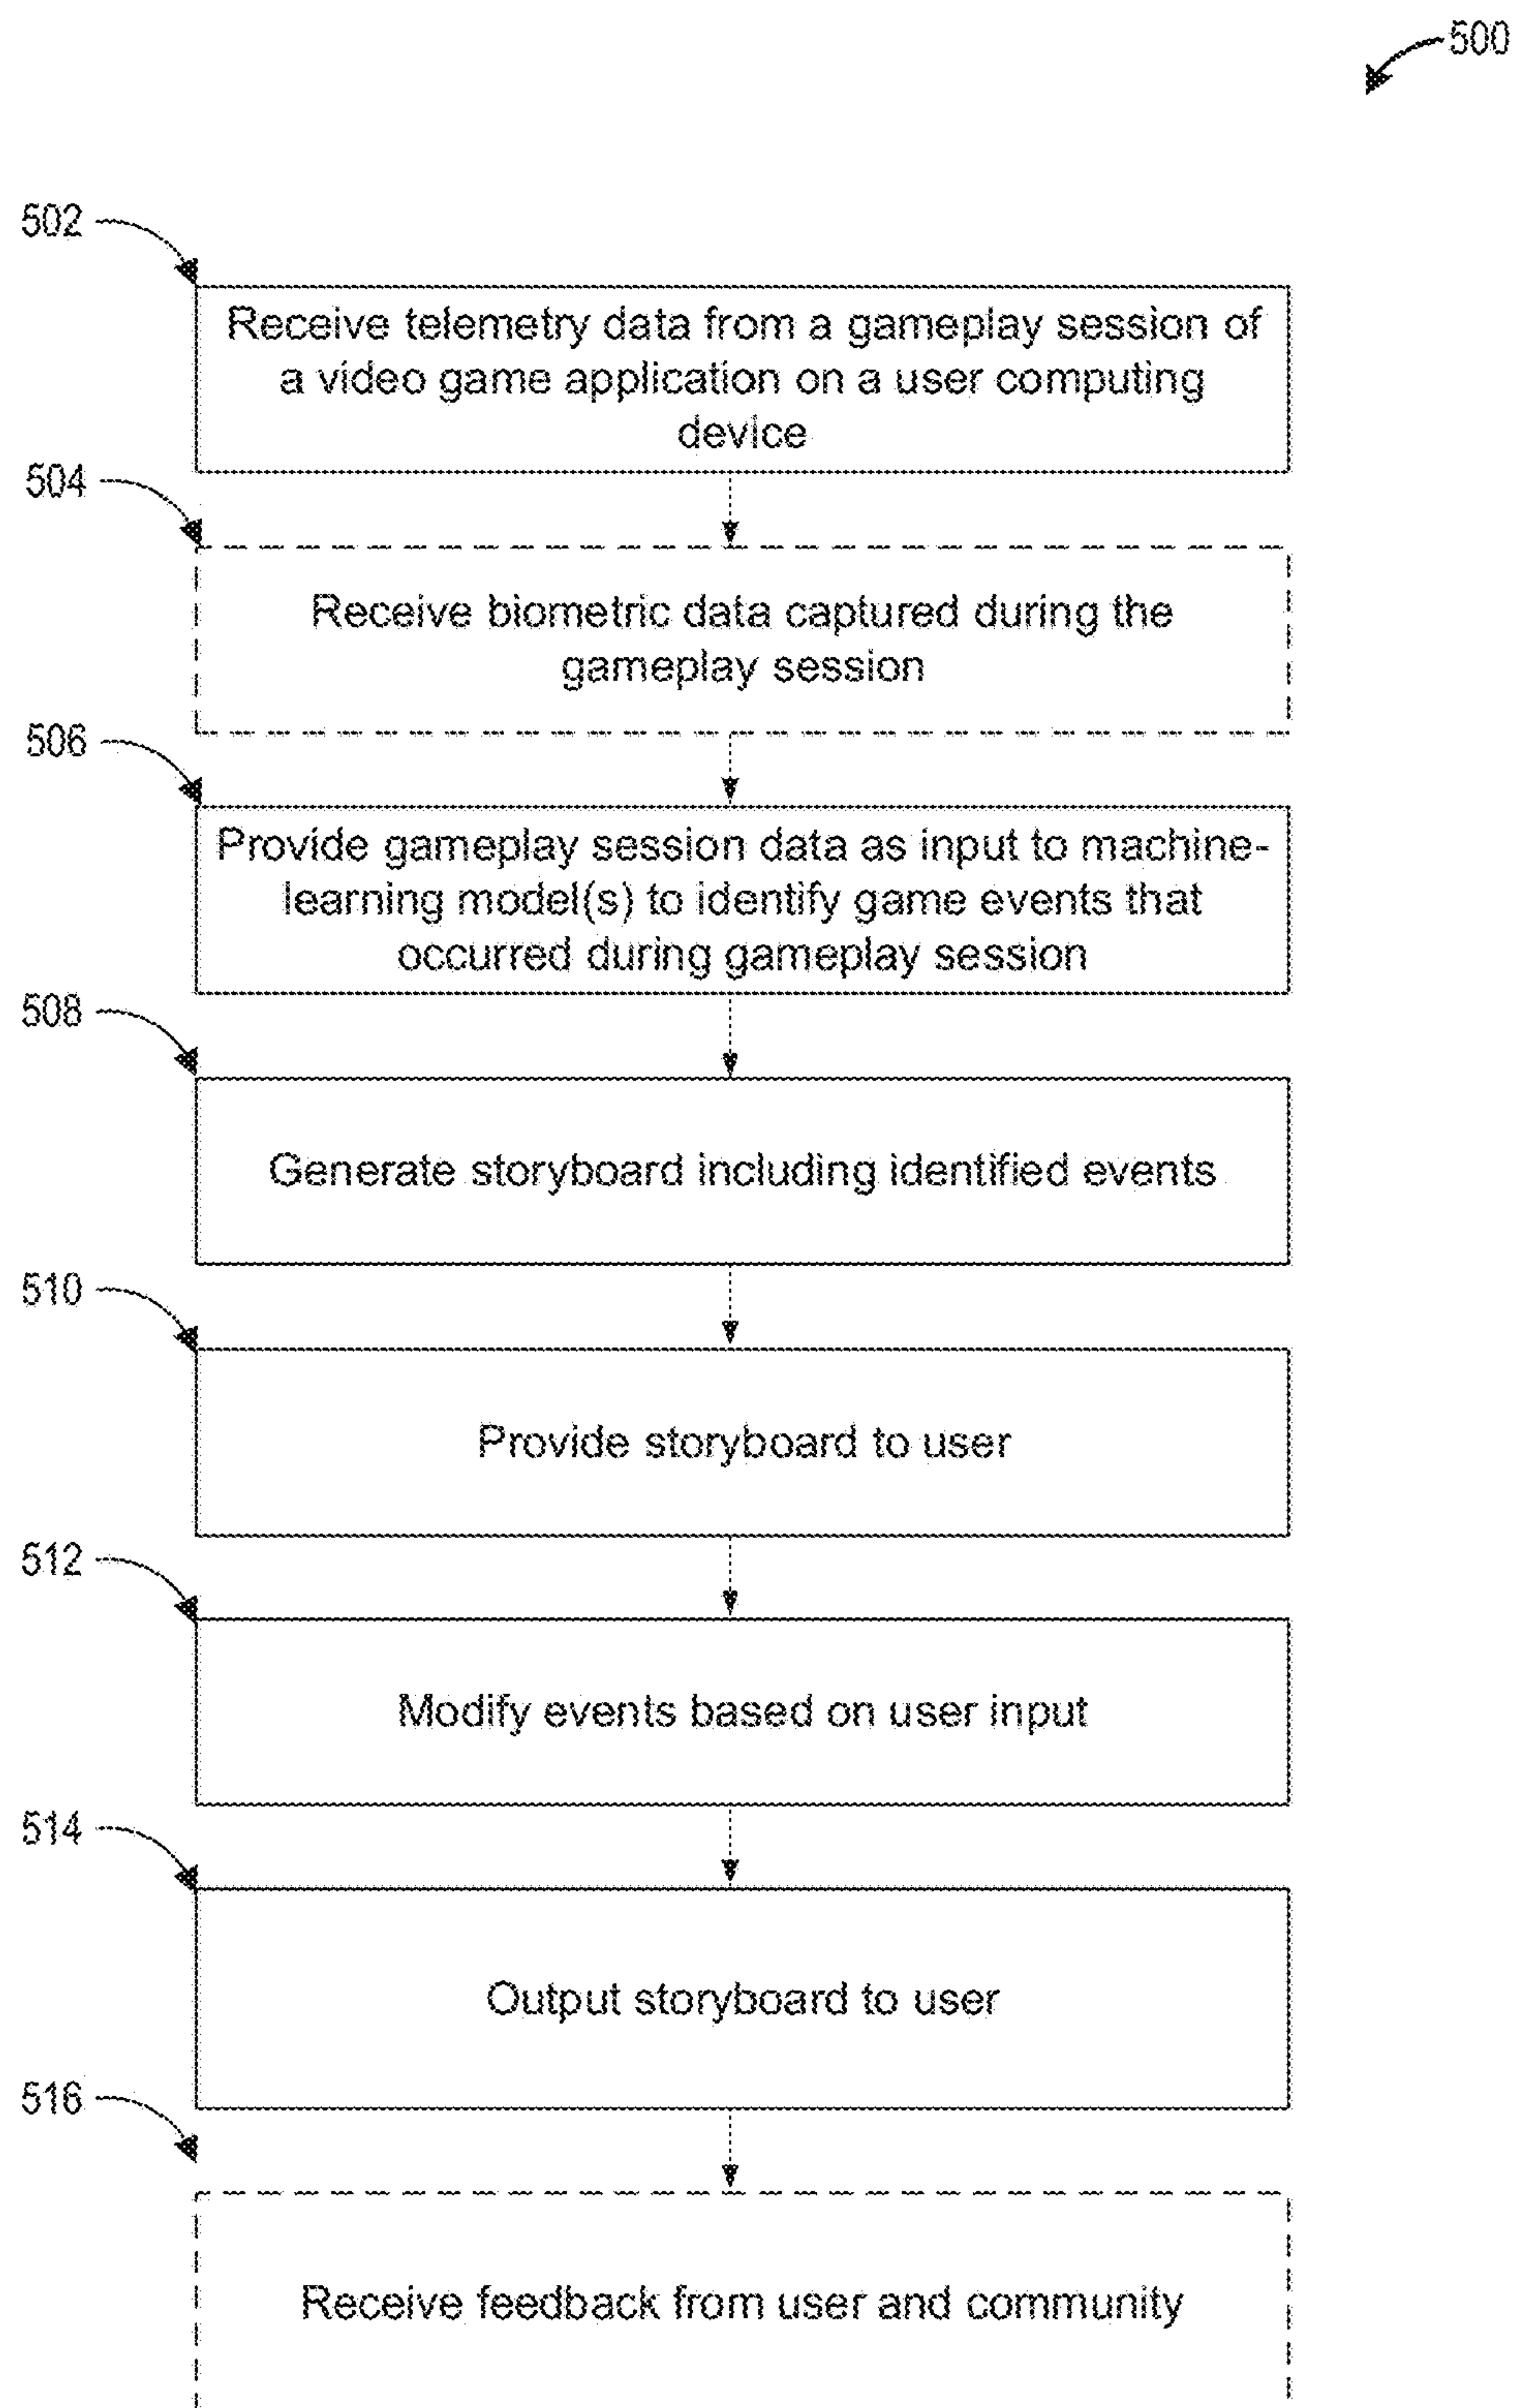 500
502
Receive telemetry data from a gameplay session of
a video game application on a user computing
device
504
Receive biometric data captured during the
gameplay session
506
Provide gameplay session data as input to machine-
learning model(s) to identify game events that
occurred during gameplay session
508
Generate storyboard including identified events
510
Provide storyboard to user
512
Modify events based on user input
514
Output storyboard to user
516
Receive feedback from user and community